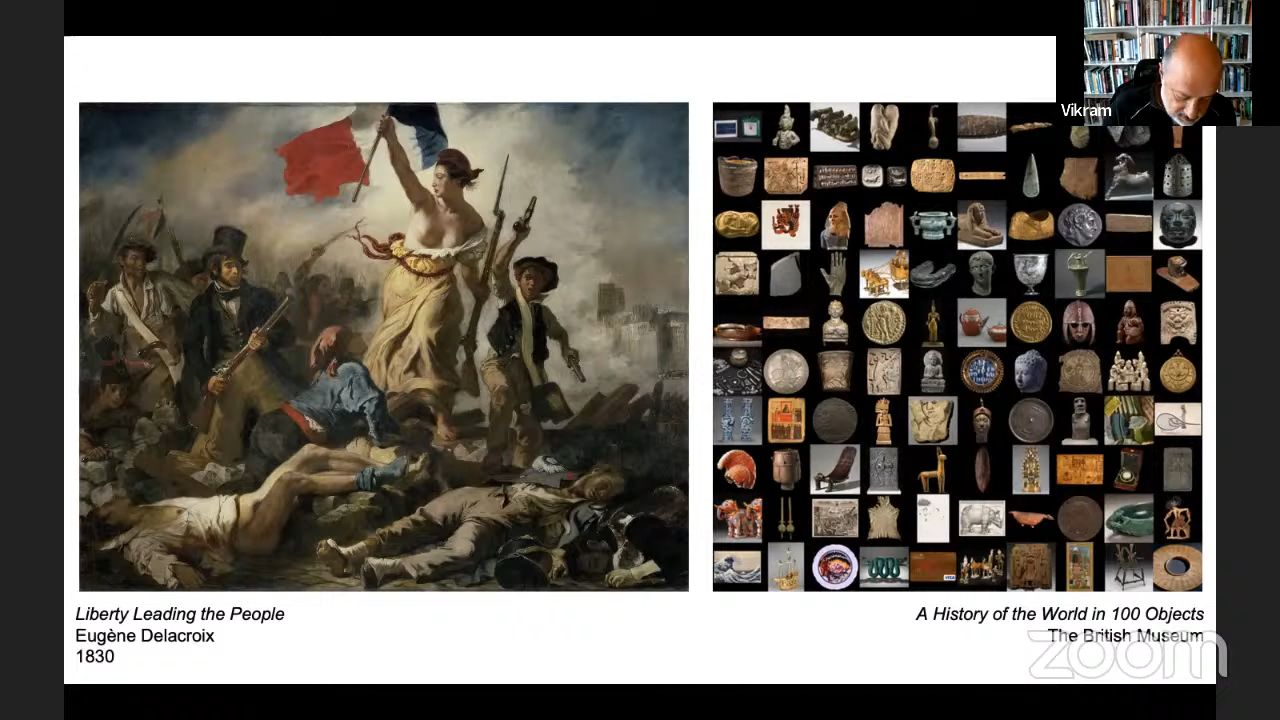 Vikram
Liberty Leading the People
Eugène Delacroix
1830
A History of the World in 100 Objects
The British Museum
zoom
VISA